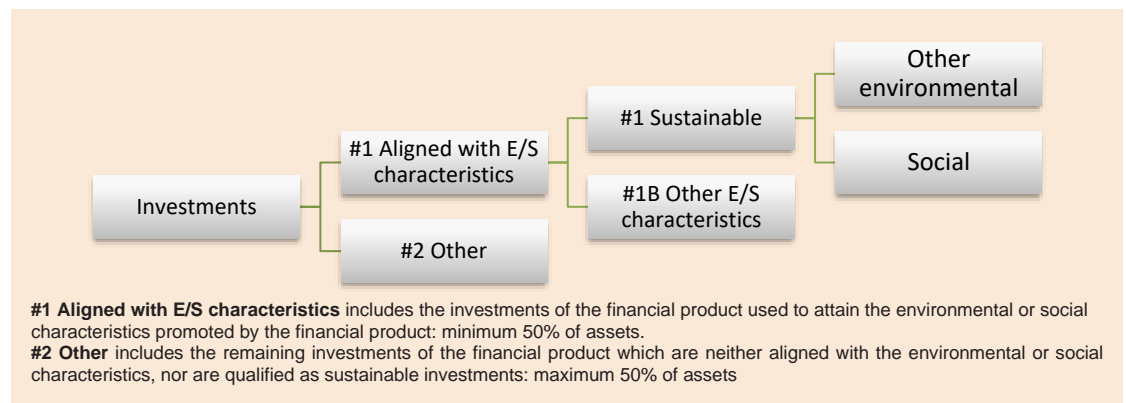 Other
environmental
#1 Sustainable
#1 Aligned with E/S
characteristics
Social
Investments
#1B Other E/S
characteristics
#2 Other
#1 Aligned with E/S characteristics includes the investments of the financial product used to attain the environmental or social
characteristics promoted by the financial product: minimum 50% of assets.
#2 Other includes the remaining investments of the financial product which are neither aligned with the environmental or social
characteristics, nor are qualified as sustainable investments: maximum 50% of assets